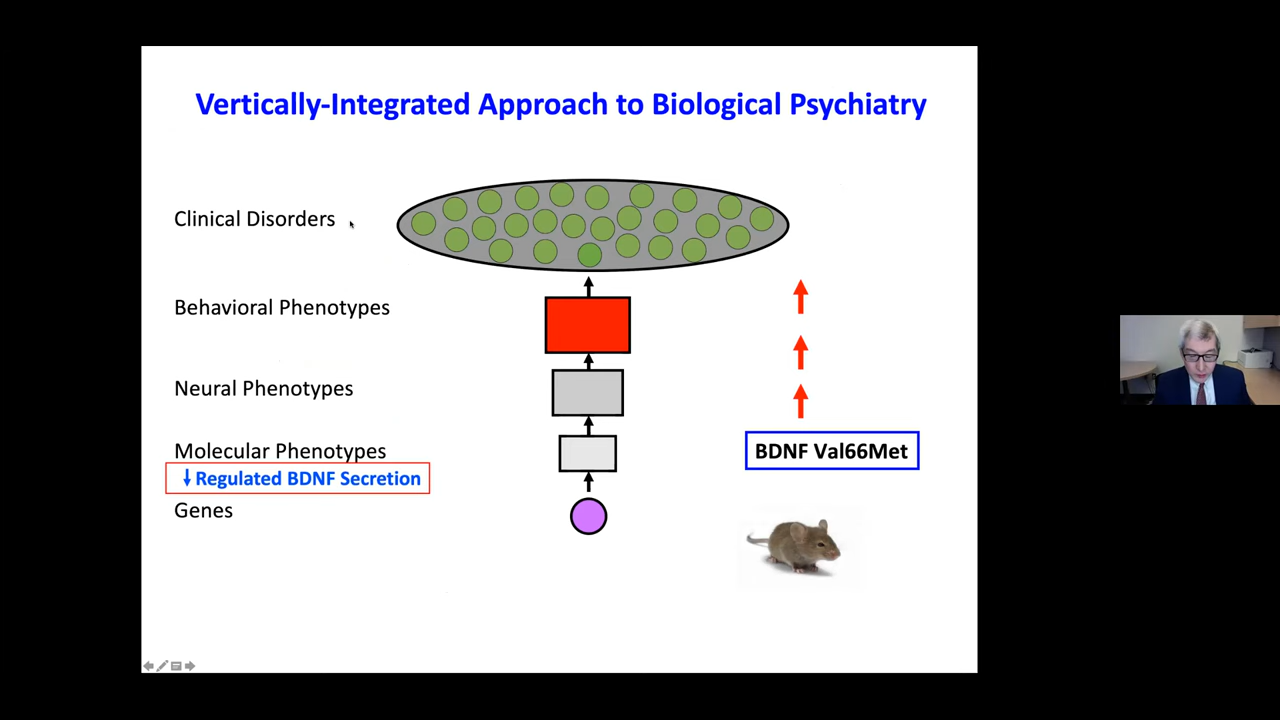 Vertically-Integrated Approach to Biological Psychiatry
Clinical Disorders
Behavioral Phenotypes
Neural Phenotypes
Molecular Phenotypes
↓ Regulated BDNF Secretion
Genes
BDNF Val66Met